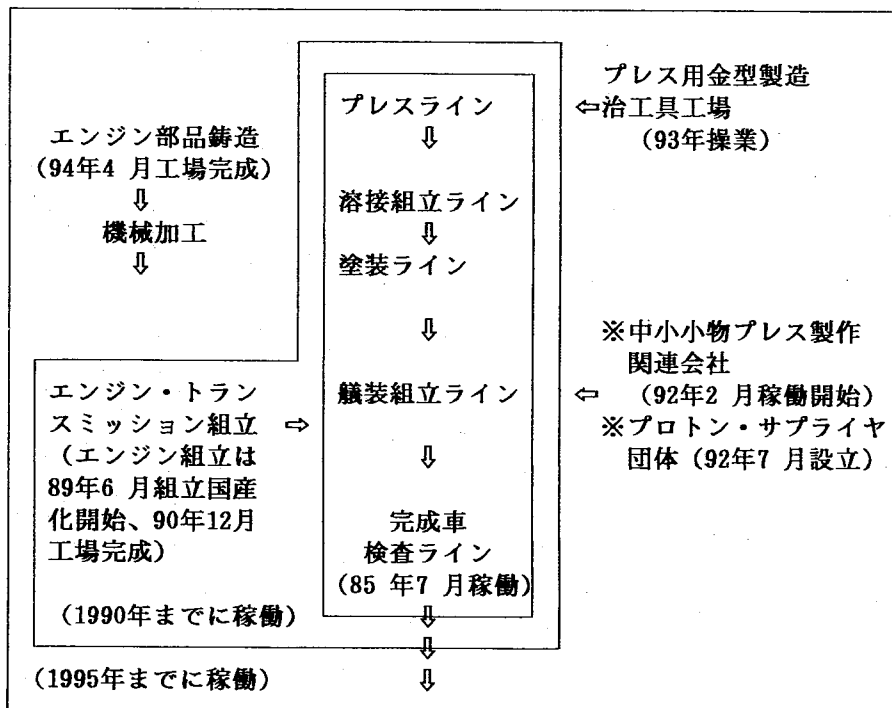 エンジン部品鋳造
(94年4 月工場完成)
⇩
機械加工
⇩
エンジン・トラン
スミッション組立 ⇨
(エンジン組立は
89年6 月組立国産
化開始、90年12月
工場完成)
(1990年までに稼働)
(1995年までに稼働)
プレスライン
⇩
溶接組立ライン
⇩
塗装ライン
⇩
艤装組立ライン
⇩
完成車
検査ライン
(85 年7 月稼働)
⇩
⇩
⇩
プレス用金型製造
⇦治工具工場
(93年操業)
※中小小物プレス製作
関連会社
⇦ (92年2 月稼働開始)
※プロトン・サプライヤ
団体 (92年7 月設立)